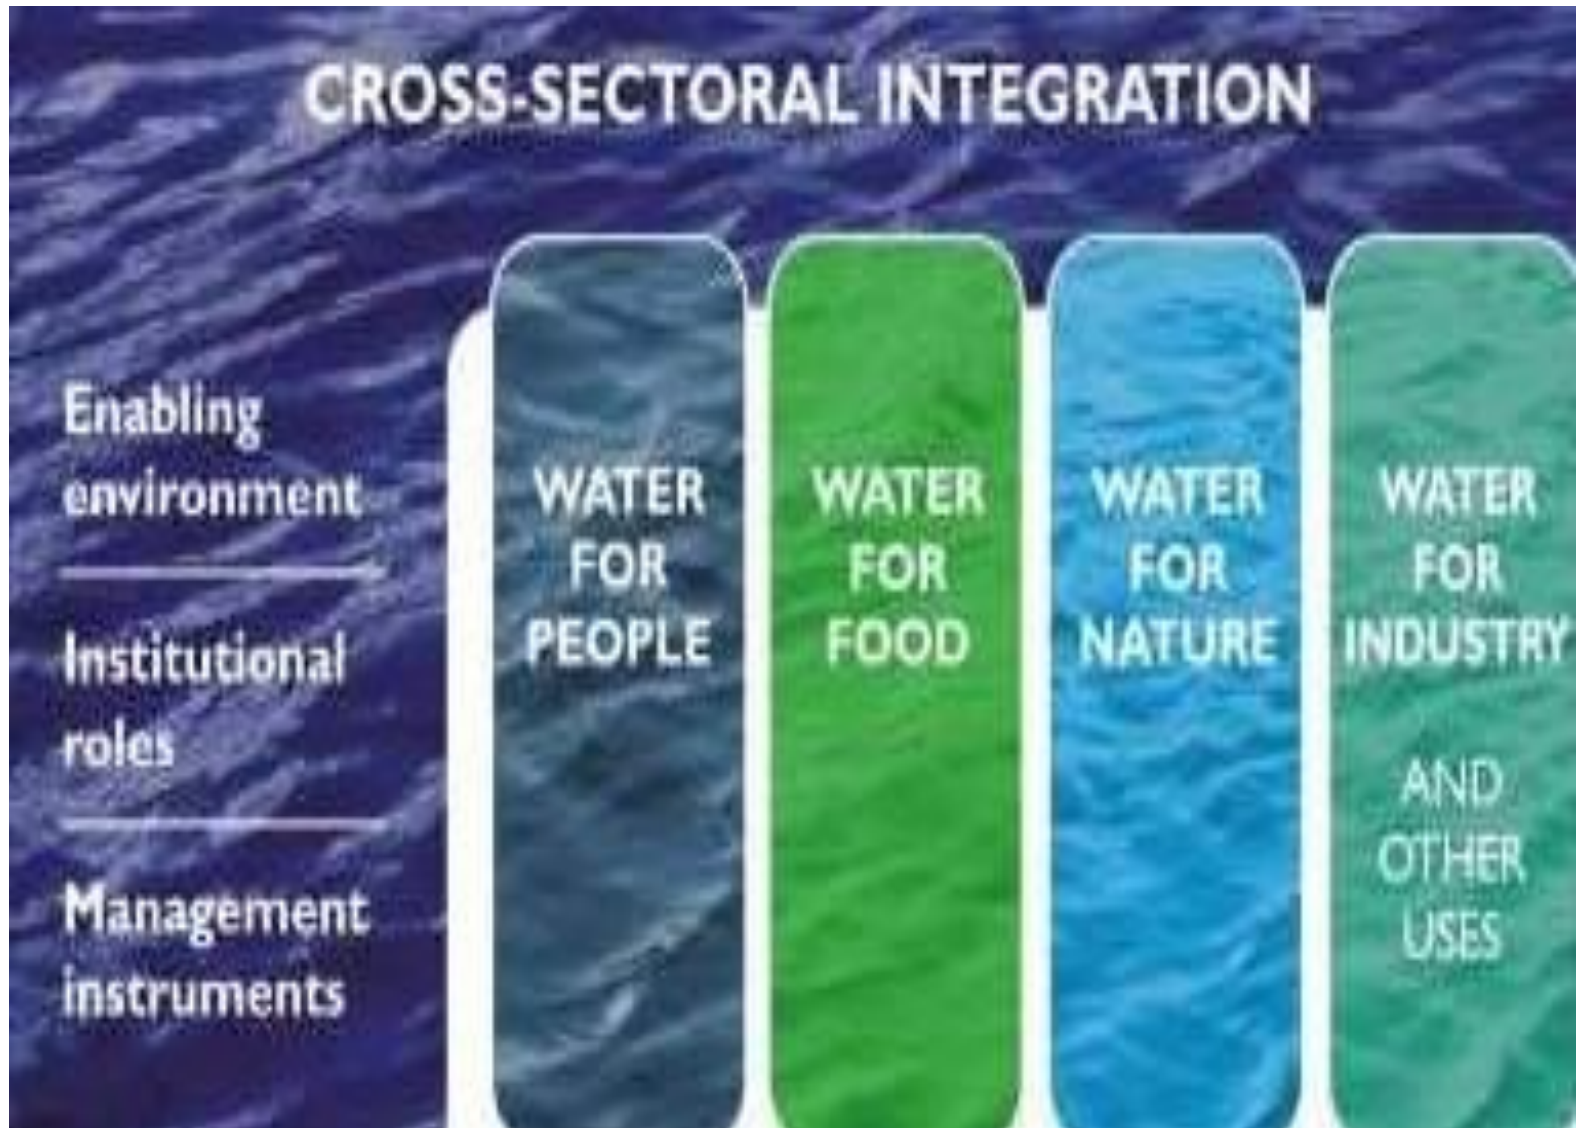 CROSS-SECTORAL INTEGRATION
Enabling
environment
Institutional
roles
Management
instruments
WATER
FOR
PEOPLE
WATER
FOR
FOOD
WATER
FOR
NATURE
WATER
FOR
INDUSTRY
AND
OTHER
USES